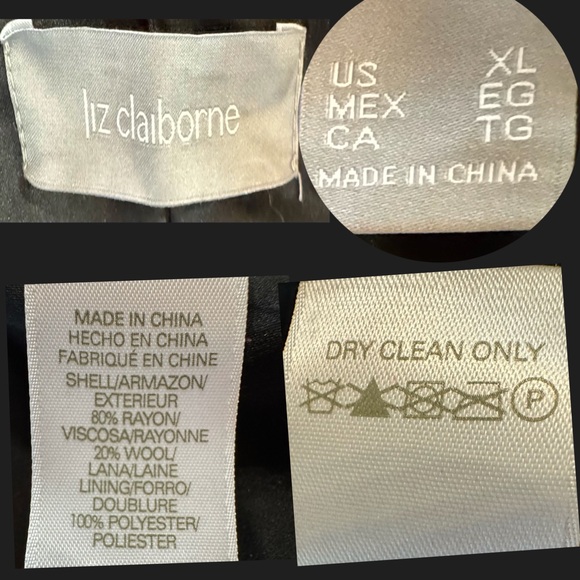 liz claiborne
US XL
MEX EG
CA TG
MADE IN CHINA
MADE IN CHINA
HECHO EN CHINA
FABRIQUÉ EN CHINE
SHELL/ARMAZON/
EXTERIEUR
80% RAYON/
VISCOSA/RAYONNE
20% WOOL/
LANA/LAINE
LINING/FORRO/
DOUBLURE
100% POLYESTER/
POLIESTER
DRY CLEAN ONLY
P